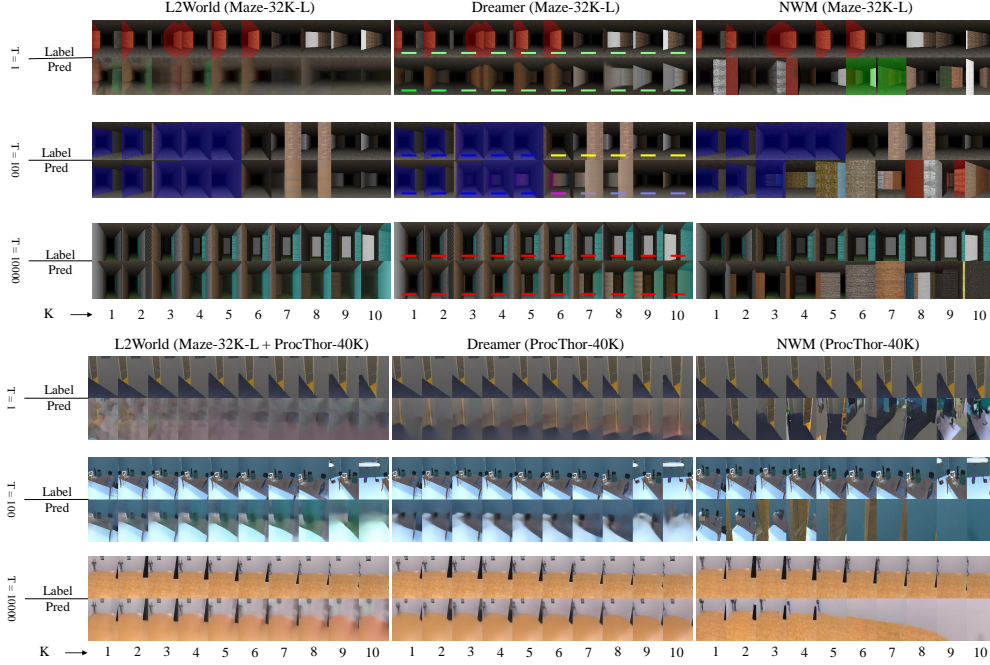 L2World (Maze-32K-L) Dreamer (Maze-32K-L) NWM (Maze-32K-L)
T = 1
Label
Pred
T = 100
Label
Pred
T = 10000
Label
Pred
K → 1 2 3 4 5 6 7 8 9 10 1 2 3 4 5 6 7 8 9 10 1 2 3 4 5 6 7 8 9 10
L2World (Maze-32K-L + ProcThor-40K) Dreamer (ProcThor-40K) NWM (ProcThor-40K)
T = 1
Label
Pred
T = 100
Label
Pred
T = 10000
Label
Pred
K → 1 2 3 4 5 6 7 8 9 10 1 2 3 4 5 6 7 8 9 10 1 2 3 4 5 6 7 8 9 10